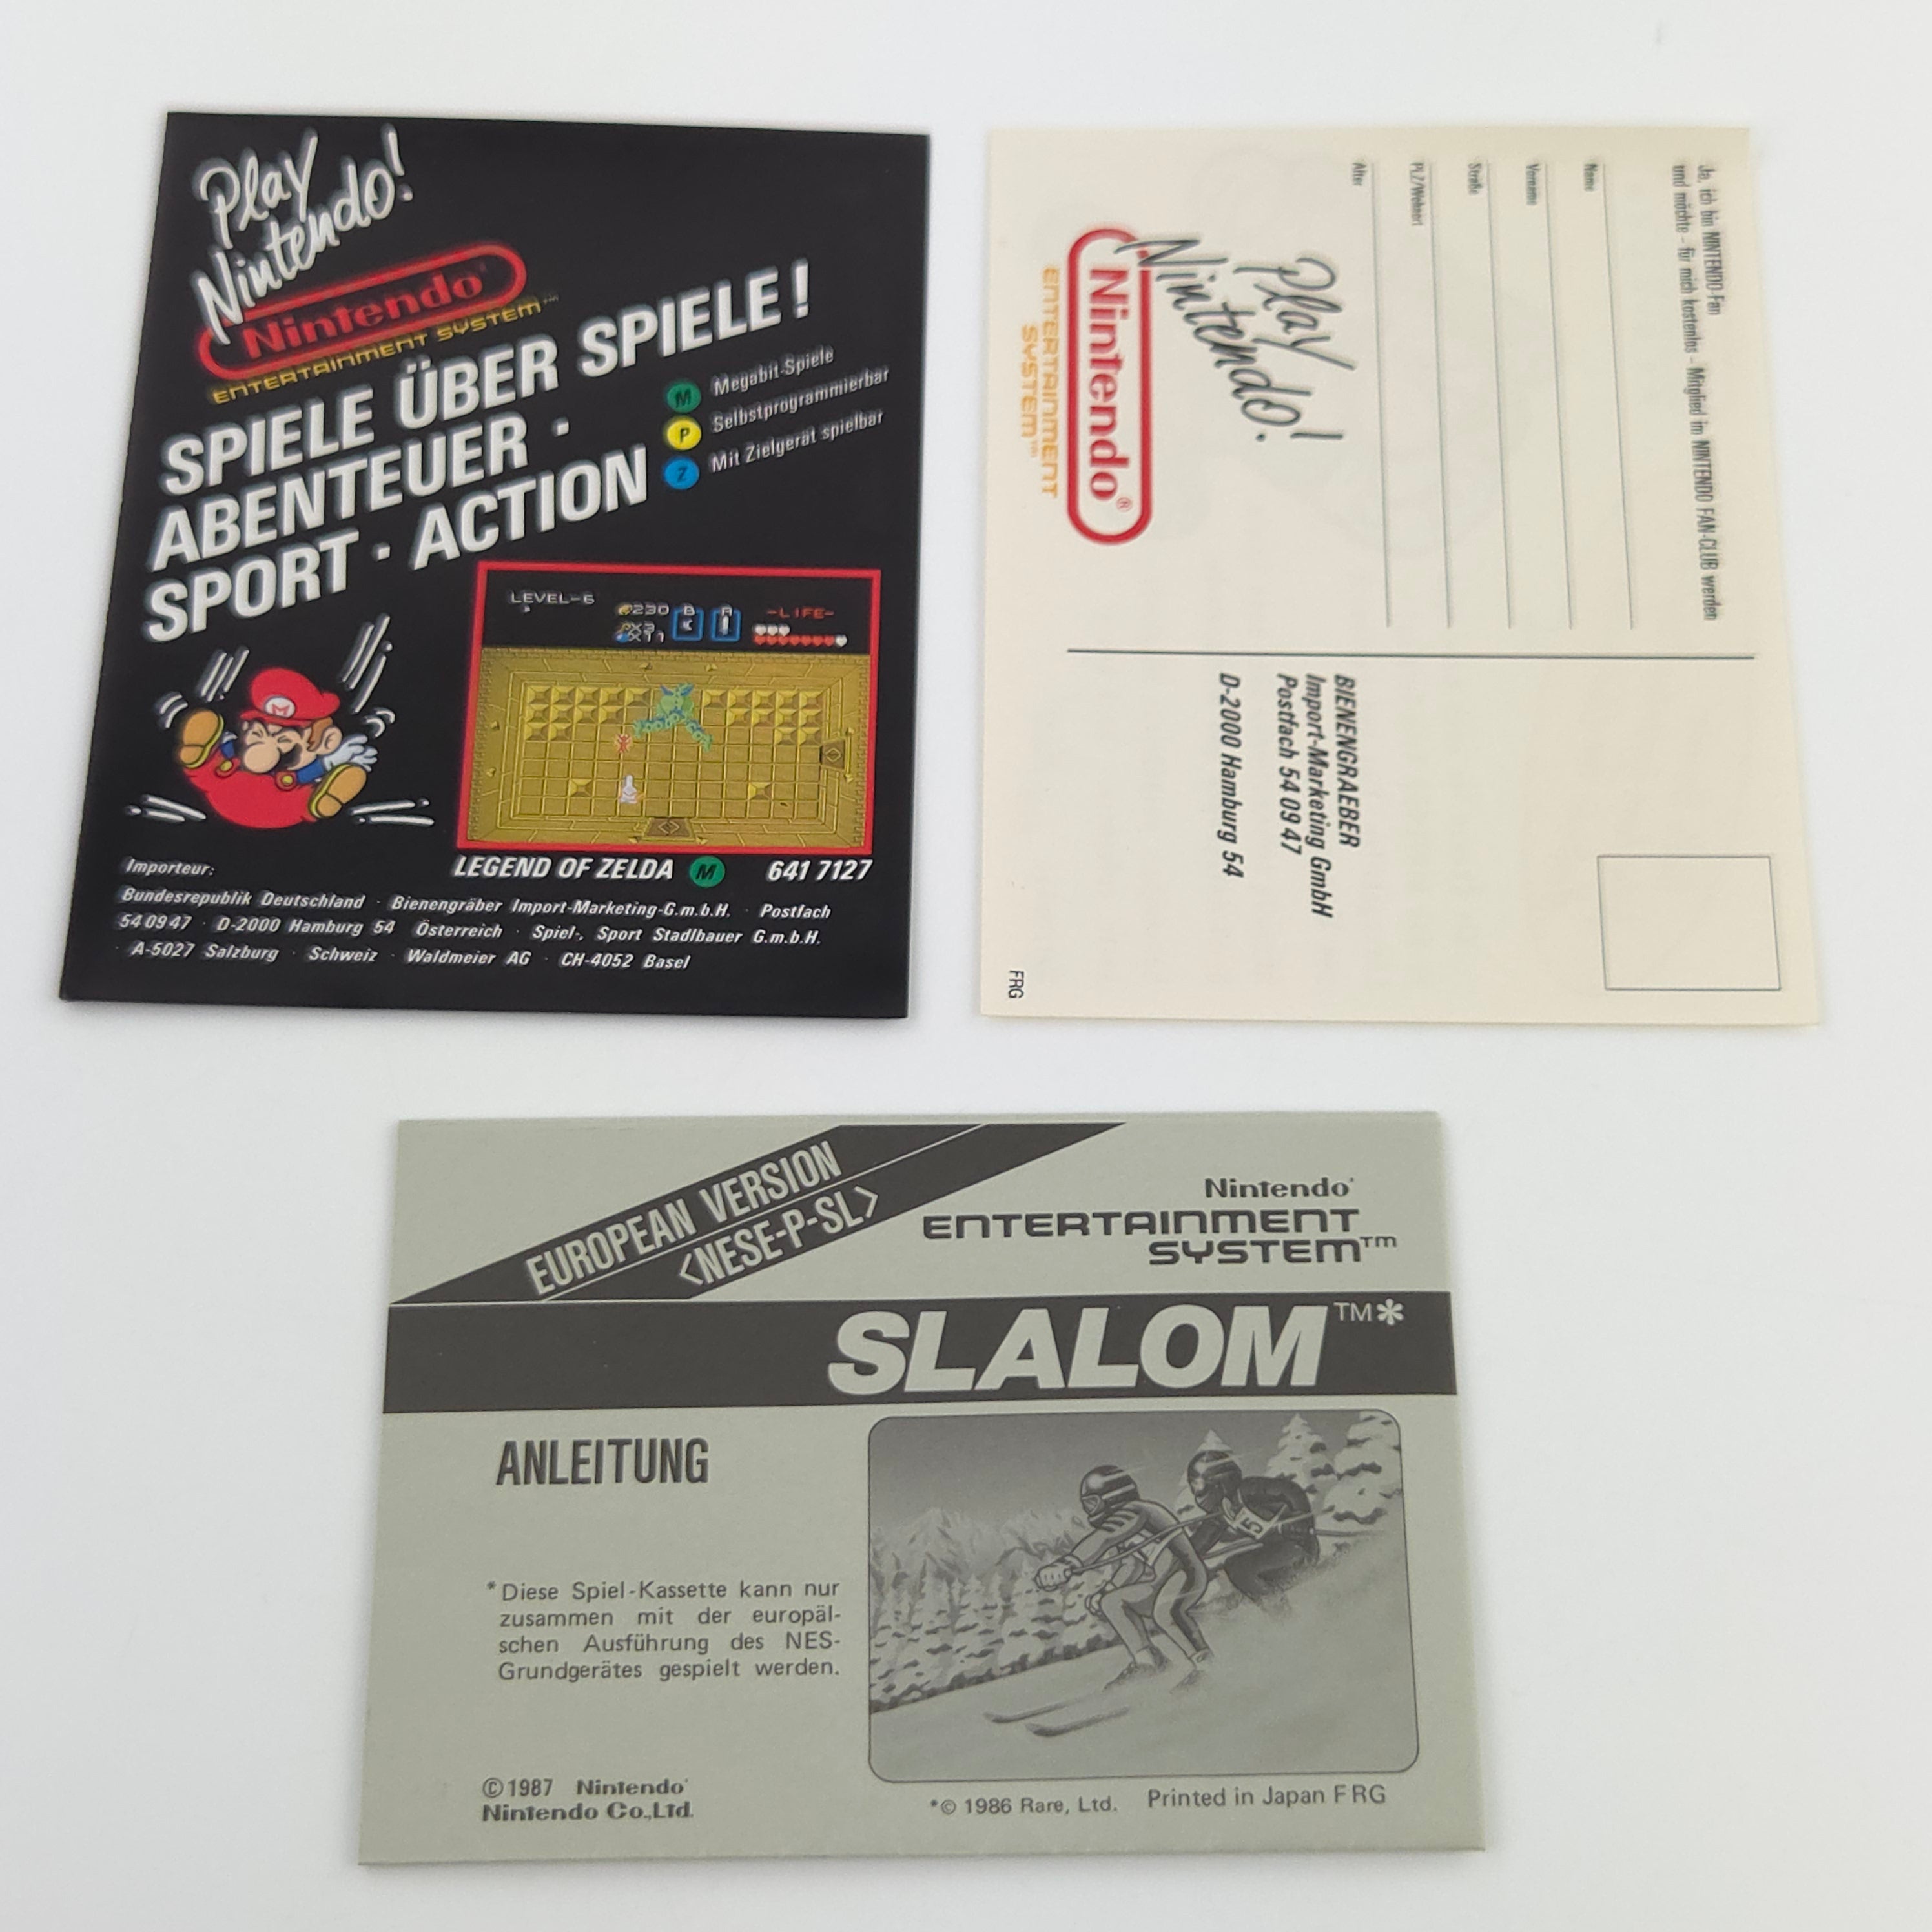 Play
Nintendo!
Nintendo
ENTERTAINMENT SYSTEM™
SPIELE ÜBER SPIELE!
ABENTEUER ·
SPORT · ACTION
M Megabit-Spiele
P Selbstprogrammierbar
Z Mit Zielgerät spielbar
LEVEL-6
230 B A -LIFE-
X3
X11
LEGEND OF ZELDA M 641 7127
Importeur:
Bundesrepublik Deutschland · Bienengräber Import-Marketing-G.m.b.H. · Postfach
54 09 47 · D-2000 Hamburg 54 Österreich · Spiel-, Sport Stadlbauer G.m.b.H.
· A-5027 Salzburg · Schweiz · Waldmeier AG · CH-4052 Basel
Ja, ich bin NINTENDO-Fan
und möchte - für mich kostenlos - Mitglied im NINTENDO FAN-CLUB werden
Name
Vorname
Straße
PLZ/Wohnort
Alter
Play
Nintendo!
Nintendo®
ENTERTAINMENT
SYSTEM™
BIENENGRAEBER
Import-Marketing GmbH
Postfach 54 09 47
D-2000 Hamburg 54
FRG
EUROPEAN VERSION
<NESE-P-SL>
Nintendo
ENTERTAINMENT
SYSTEM™
SLALOM™*
ANLEITUNG
15
*Diese Spiel-Kassette kann nur
zusammen mit der europäi-
schen Ausführung des NES-
Grundgerätes gespielt werden.
©1987 Nintendo
Nintendo Co.,Ltd.
*© 1986 Rare, Ltd. Printed in Japan FRG